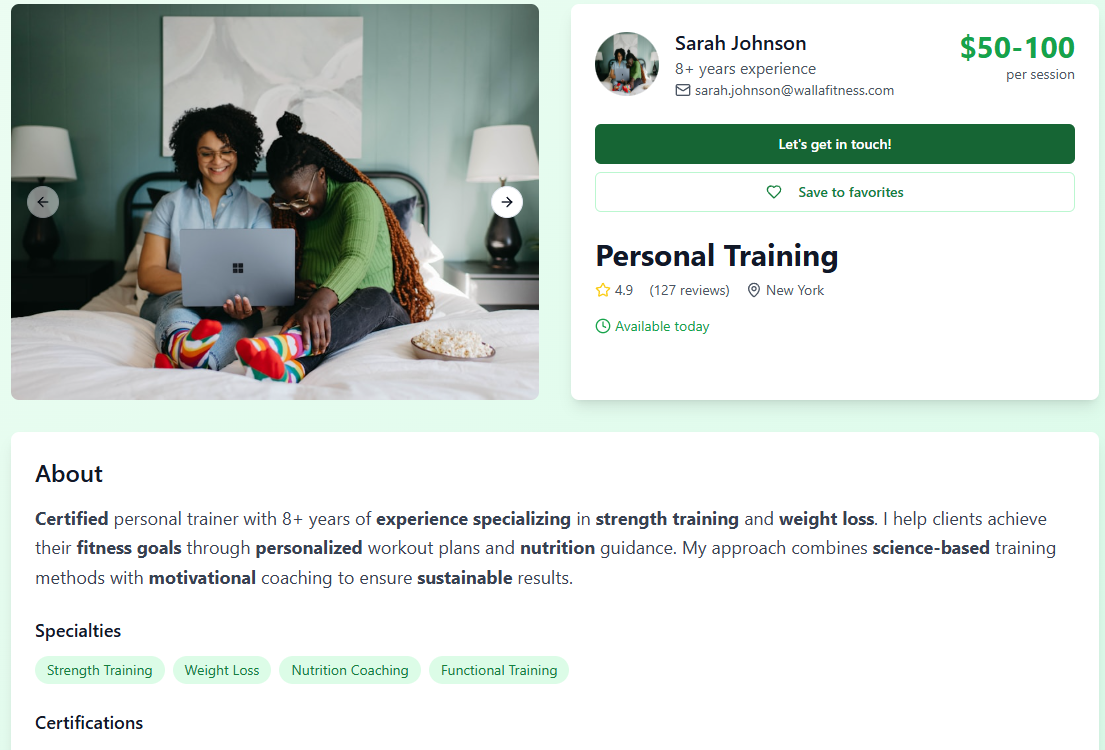 Sarah Johnson
8+ years experience
sarah.johnson@wallafitness.com
$50-100
per session
Let's get in touch!
Save to favorites
Personal Training
4.9 (127 reviews) New York
Available today
About
Certified personal trainer with 8+ years of experience specializing in strength training and weight loss. I help clients achieve
their fitness goals through personalized workout plans and nutrition guidance. My approach combines science-based training
methods with motivational coaching to ensure sustainable results.
Specialties
Strength Training Weight Loss Nutrition Coaching Functional Training
Certifications